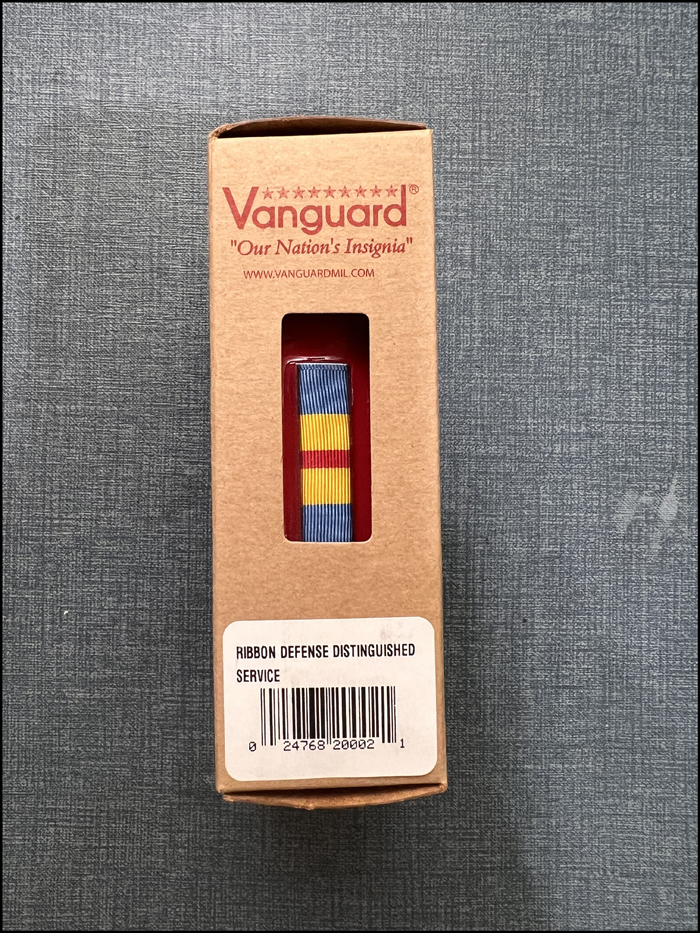 Vanguard®
"Our Nation's Insignia"
WWW.VANGUARDMIL.COM
RIBBON DEFENSE DISTINGUISHED
SERVICE
0 24768 20002 1